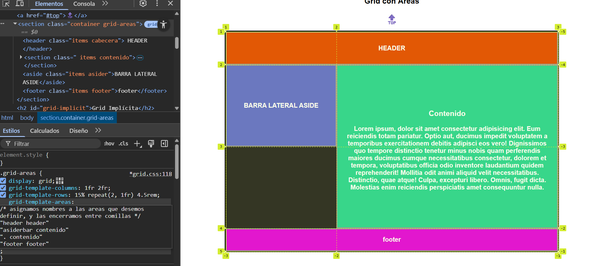 Elementos
Consola
<a href="#top">
</a>
<section class="container grid-areas">
grid
== $0
<header class="items cabecera"> HEADER
</header>
<section class=" items contenido">
</section>
<aside class="items asider">BARRA LATERAL
ASIDE</aside>
<footer class="items footer">footer</footer>
</section>
<h2 id="grid-implicit">Grid Implicita</h2>
html
body
section.container.grid-areas
Estilos
Calculados
Diseño
Filtrar
:hov
.cls
element.style {
}
.grid-areas {
grid.css:118
display: grid;
grid-template-columns: 1fr 2fr;
grid-template-rows: 15% repeat(2, 1fr) 4.5rem;
grid-template-areas:
/* asignamos nombres a las areas que desemos
definir, y las encerramos entre comillas */
"header header"
"asiderbar contenido"
". contenido"
"footer footer"
;
}
Grid con Areas
TOP
HEADER
BARRA LATERAL ASIDE
Contenido
Lorem ipsum, dolor sit amet consectetur adipisicing elit. Eum
reiciendis totam pariatur. Optio aut, ducimus impedit voluptatem a
temporibus exercitationem debitis adipisci eos vero! Dignissimos
quo tempore distinctio tenetur minus nobis quam perferendis
maiores ducimus cumque necessitatibus consectetur, dolorem et
tempora, voluptatibus officia odio inventore laudantium quidem
reprehenderit! Mollitia odit animi aliquid velit necessitatibus.
Distinctio, quae atque! Culpa, excepturi libero. Omnis, fugit dicta.
Molestias enim reiciendis perspiciatis amet consequuntur nulla.
footer